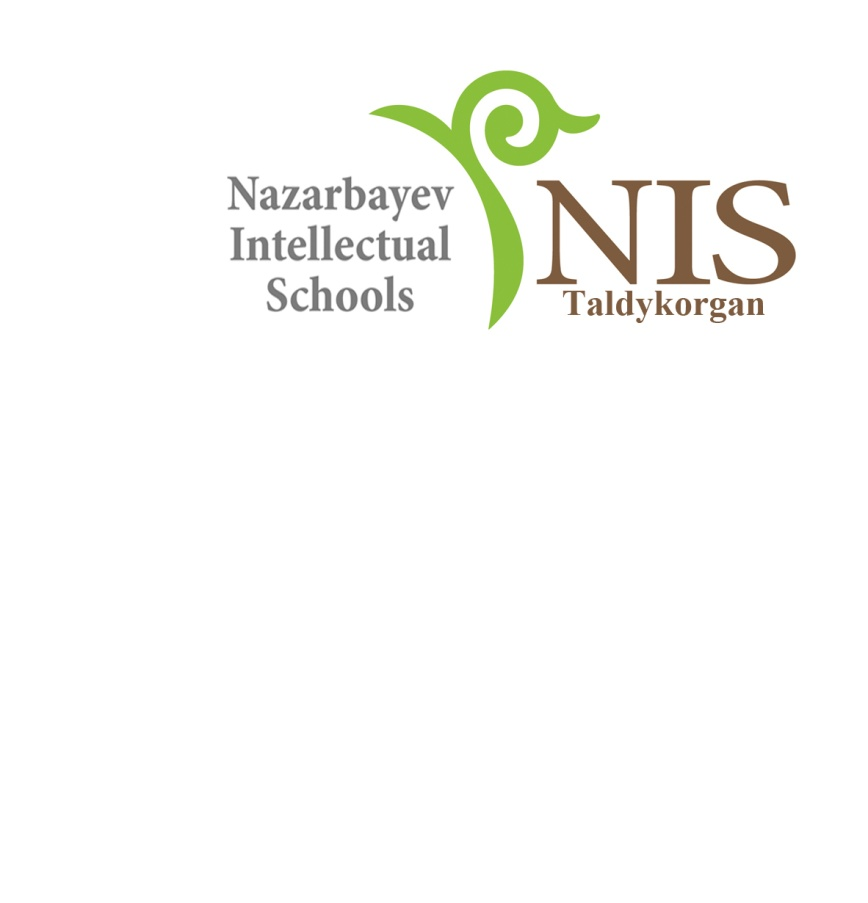 Nazarbayev
Intellectual
Schools
NIS
Taldykorgan